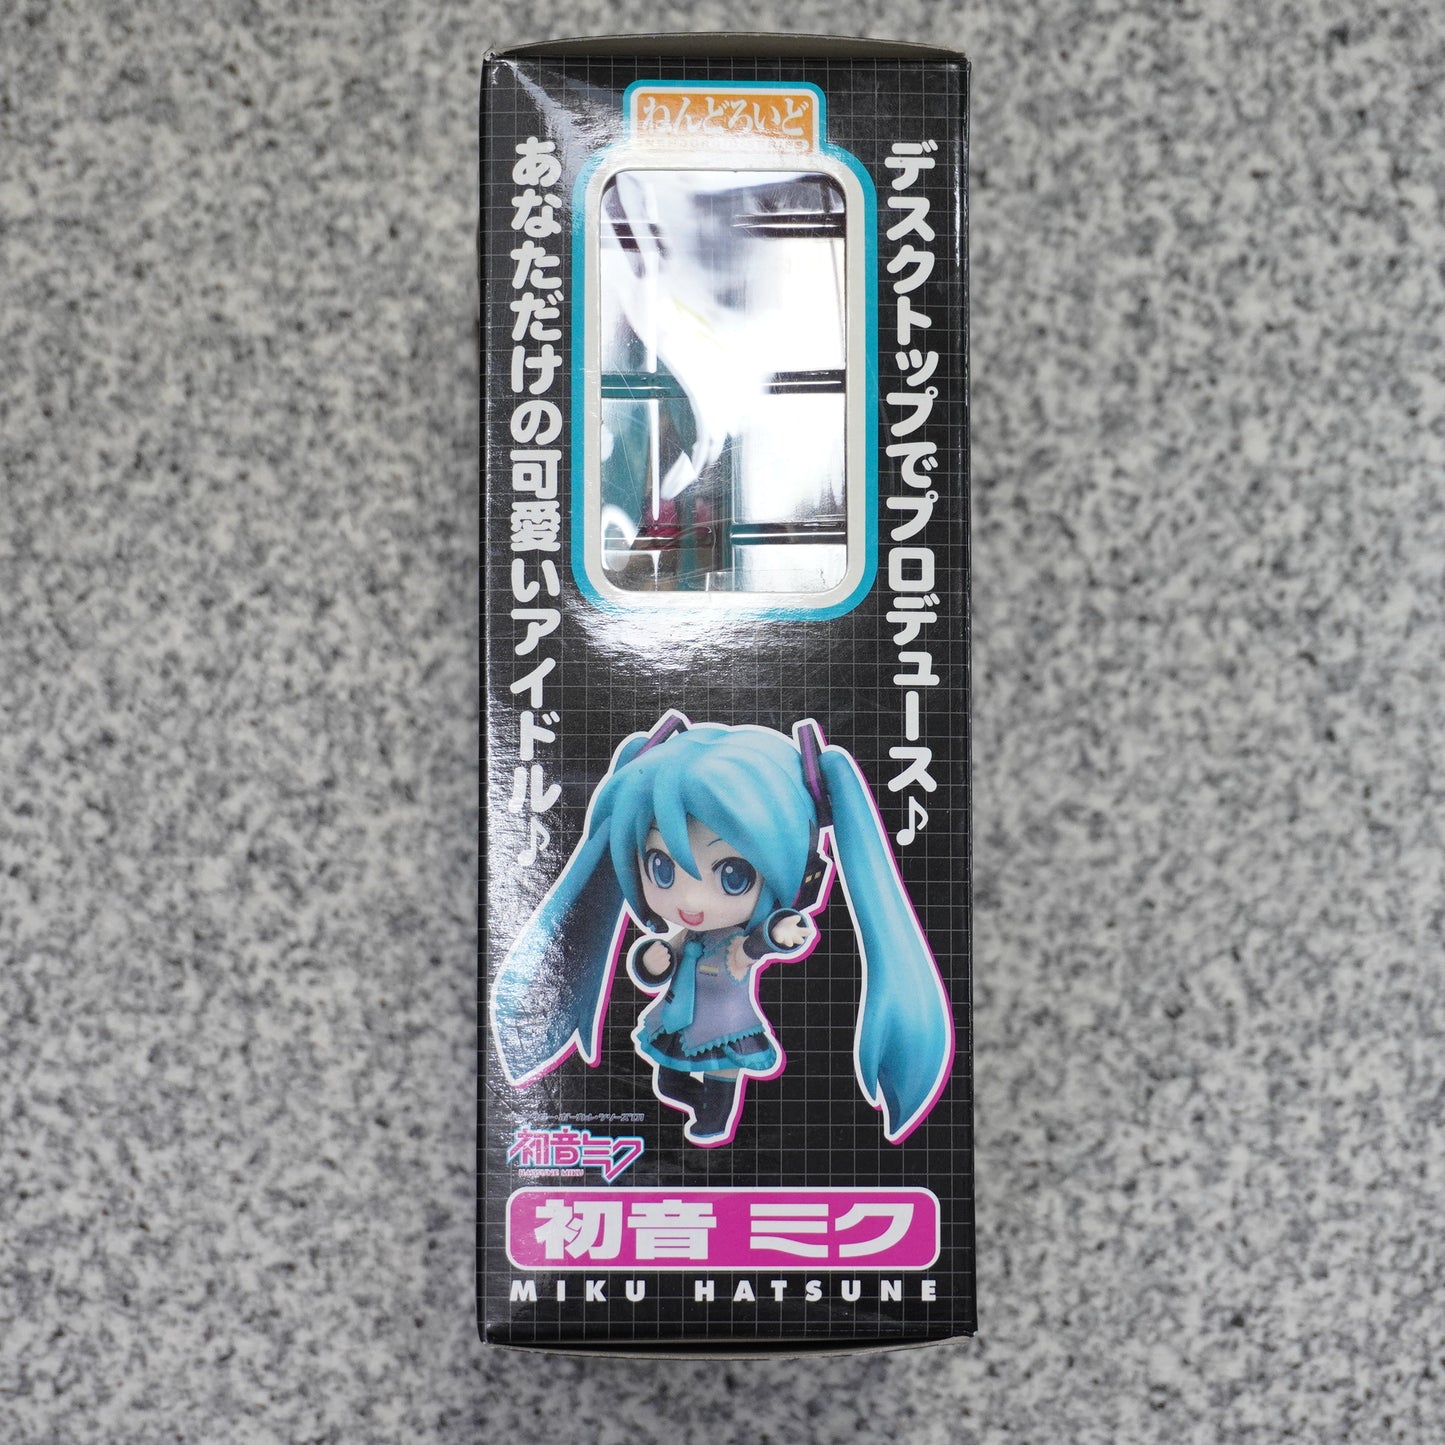 ねんどろいど
デスクトップでプロデュース♪
あなただけの可愛いアイドル♪
初音ミク
HATSUNE MIKU
初音 ミク
MIKU HATSUNE